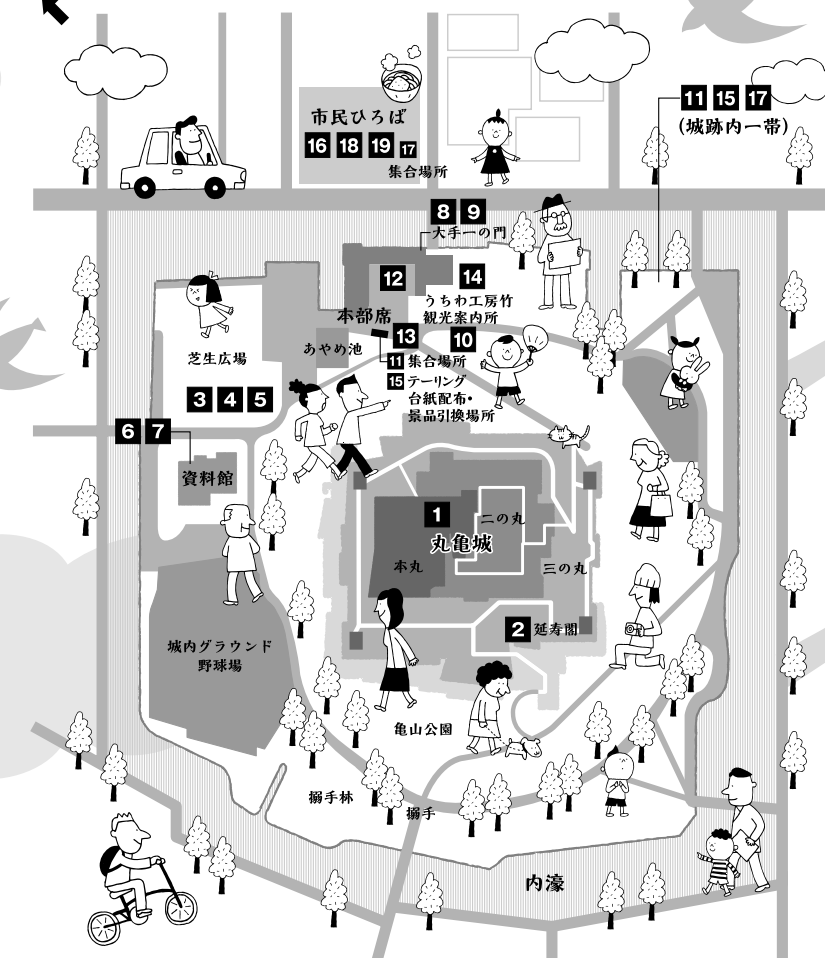 市民ひろば
16 18 19 17
集合場所
11 15 17
(城跡内一帯)
8 9
大手一の門
12
14
うちわ工房竹
観光案内所
本部席
13
10
あやめ池
11 集合場所
15 テーリング
台紙配布・
景品引換場所
芝生広場
3 4 5
6 7
資料館
1
丸亀城
二の丸
本丸
三の丸
2 延寿閣
城内グラウンド
野球場
亀山公園
搦手林
搦手
内濠